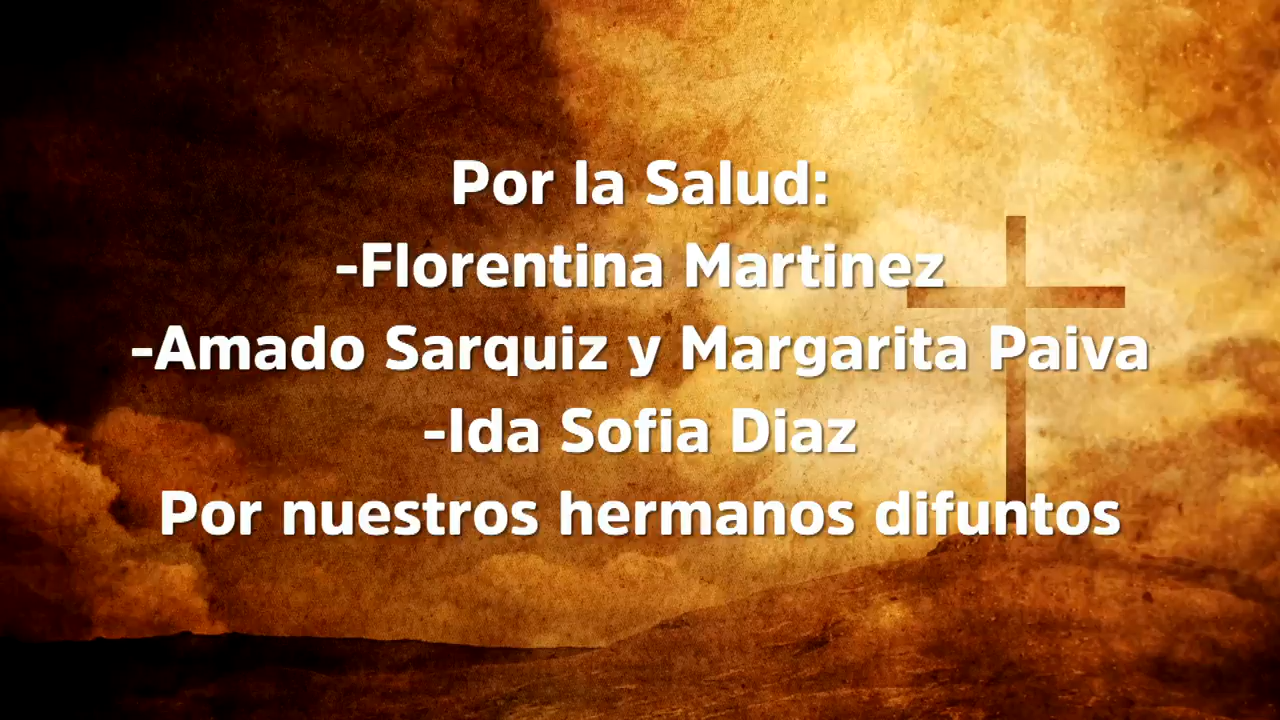 Por la Salud:
-Florentina Martinez
-Amado Sarquiz y Margarita Paiva
-Ida Sofia Diaz
Por nuestros hermanos difuntos